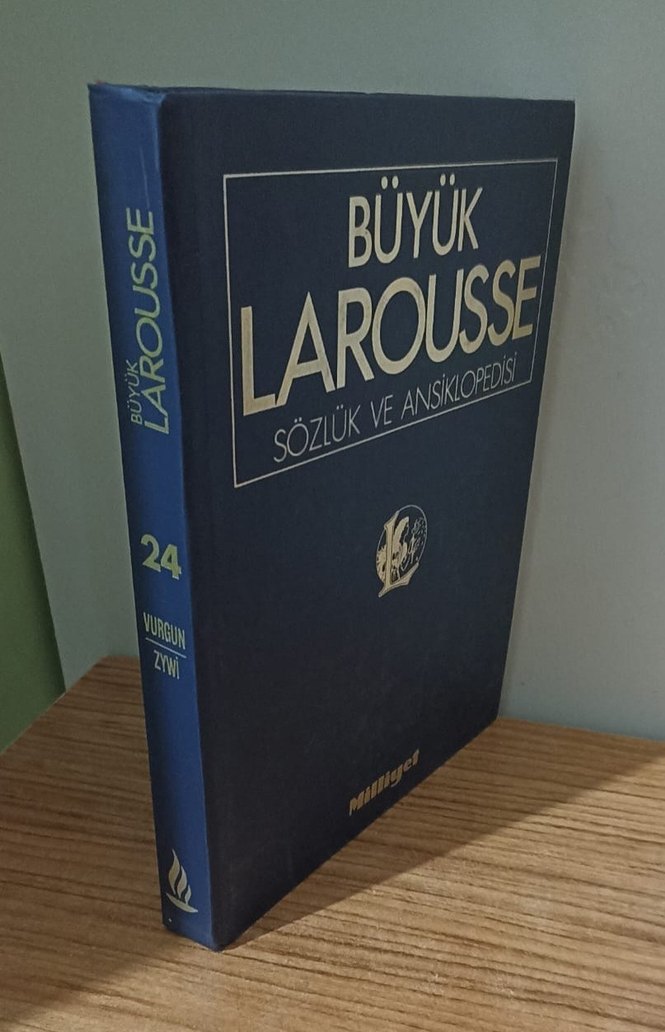 BÜYÜK
LAROUSSE
24
VURGUN
ZYWİ
BÜYÜK
LAROUSSE
SÖZLÜK VE ANSİKLOPEDİSİ
L
Milliyet